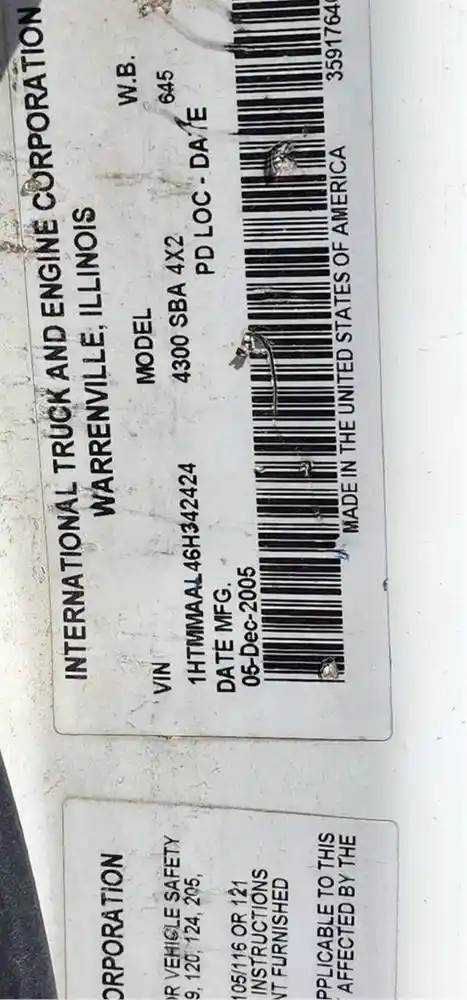 INTERNATIONAL TRUCK AND ENGINE CORPORATION
WARRENVILLE, ILLINOIS
VIN MODEL W.B.
1HTMMAAL46H342424 4300 SBA 4X2 645
DATE MFG. PD LOC - DATE
05-Dec-2005
MADE IN THE UNITED STATES OF AMERICA 3591764
ORPORATION
R VEHICLE SAFETY
9, 120, 124, 205,
105/116 OR 121
INSTRUCTIONS
NT FURNISHED
PPLICABLE TO THIS
AFFECTED BY THE